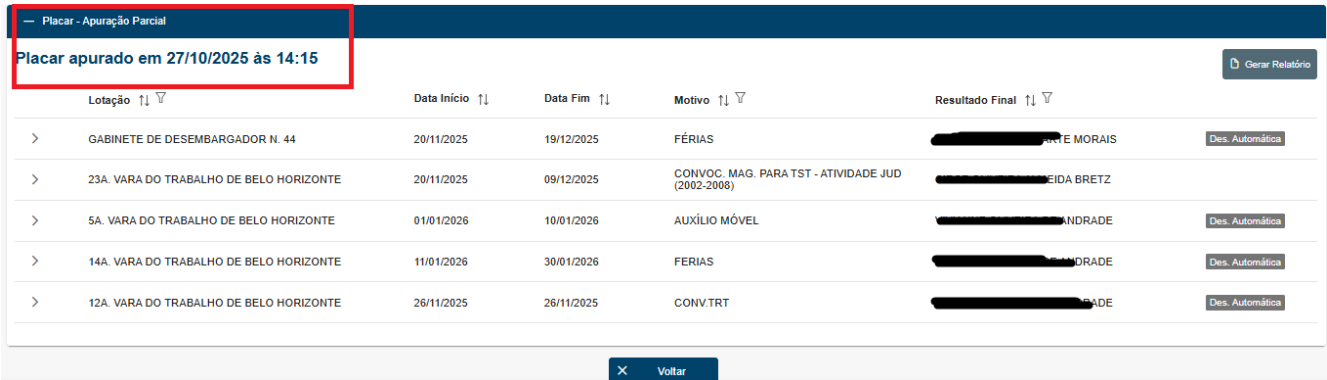 Placar - Apuração Parcial
Placar apurado em 27/10/2025 às 14:15
Gerar Relatório
Lotação Data Início Data Fim Motivo Resultado Final
GABINETE DE DESEMBARGADOR N. 44 20/11/2025 19/12/2025 FÉRIAS MORAIS Des. Automática
23A. VARA DO TRABALHO DE BELO HORIZONTE 20/11/2025 09/12/2025 CONVOC. MAG. PARA TST - ATIVIDADE JUD (2002-2008) BRETZ
5A. VARA DO TRABALHO DE BELO HORIZONTE 01/01/2026 10/01/2026 AUXÍLIO MÓVEL ANDRADE Des. Automática
14A. VARA DO TRABALHO DE BELO HORIZONTE 11/01/2026 30/01/2026 FERIAS Des. Automática
12A. VARA DO TRABALHO DE BELO HORIZONTE 26/11/2025 26/11/2025 CONV.TRT Des. Automática
Voltar